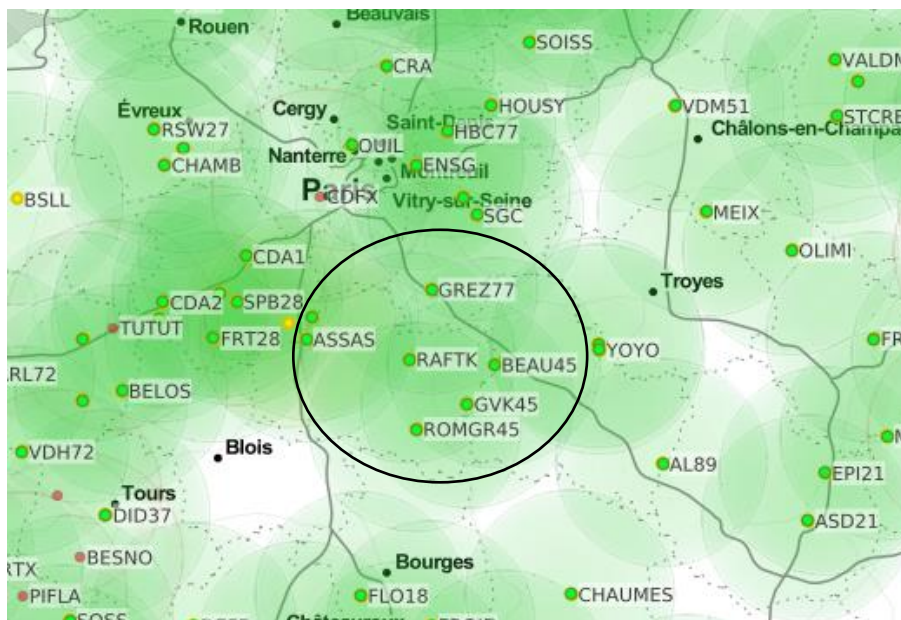 Rouen
Beauvais
SOISS
CRA
VALDM
HOUSY
VDM51
Cergy
Évreux
Saint-Denis
STCRE
RSW27
HBC77
Châlons-en-Champa
OUIL
Nanterre
CHAMB
ENSG
Montreuil
Paris
CDFX
BSLL
Vitry-sur-Seine
SGC
MEIX
OLIMI
CDA1
Troyes
GREZ77
CDA2
SPB28
TUTUT
FRT28
ASSAS
FR
YOYO
RAFTK
BEAU45
ARL72
BELOS
GVK45
ROMGR45
M
Blois
VDH72
AL89
EPI21
Tours
DID37
ASD21
BESNO
RTX
Bourges
PIFLA
FLO18
CHAUMES
Châteauroux